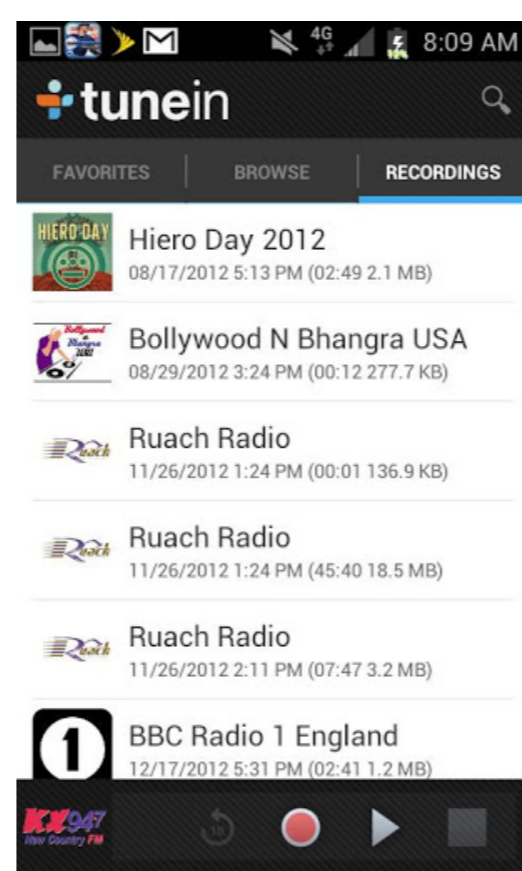 4G
8:09 AM
tunein
FAVORITES
BROWSE
RECORDINGS
HIERO DAY
Hiero Day 2012
08/17/2012 5:13 PM (02:49 2.1 MB)
Bollywood
Bhangra
Bollywood N Bhangra USA
08/29/2012 3:24 PM (00:12 277.7 KB)
Ruach
Ruach Radio
11/26/2012 1:24 PM (00:01 136.9 KB)
Ruach
Ruach Radio
11/26/2012 1:24 PM (45:40 18.5 MB)
Ruach
Ruach Radio
11/26/2012 2:11 PM (07:47 3.2 MB)
1
BBC Radio 1 England
12/17/2012 5:31 PM (02:41 1.2 MB)
KX 947
New Country FM
10